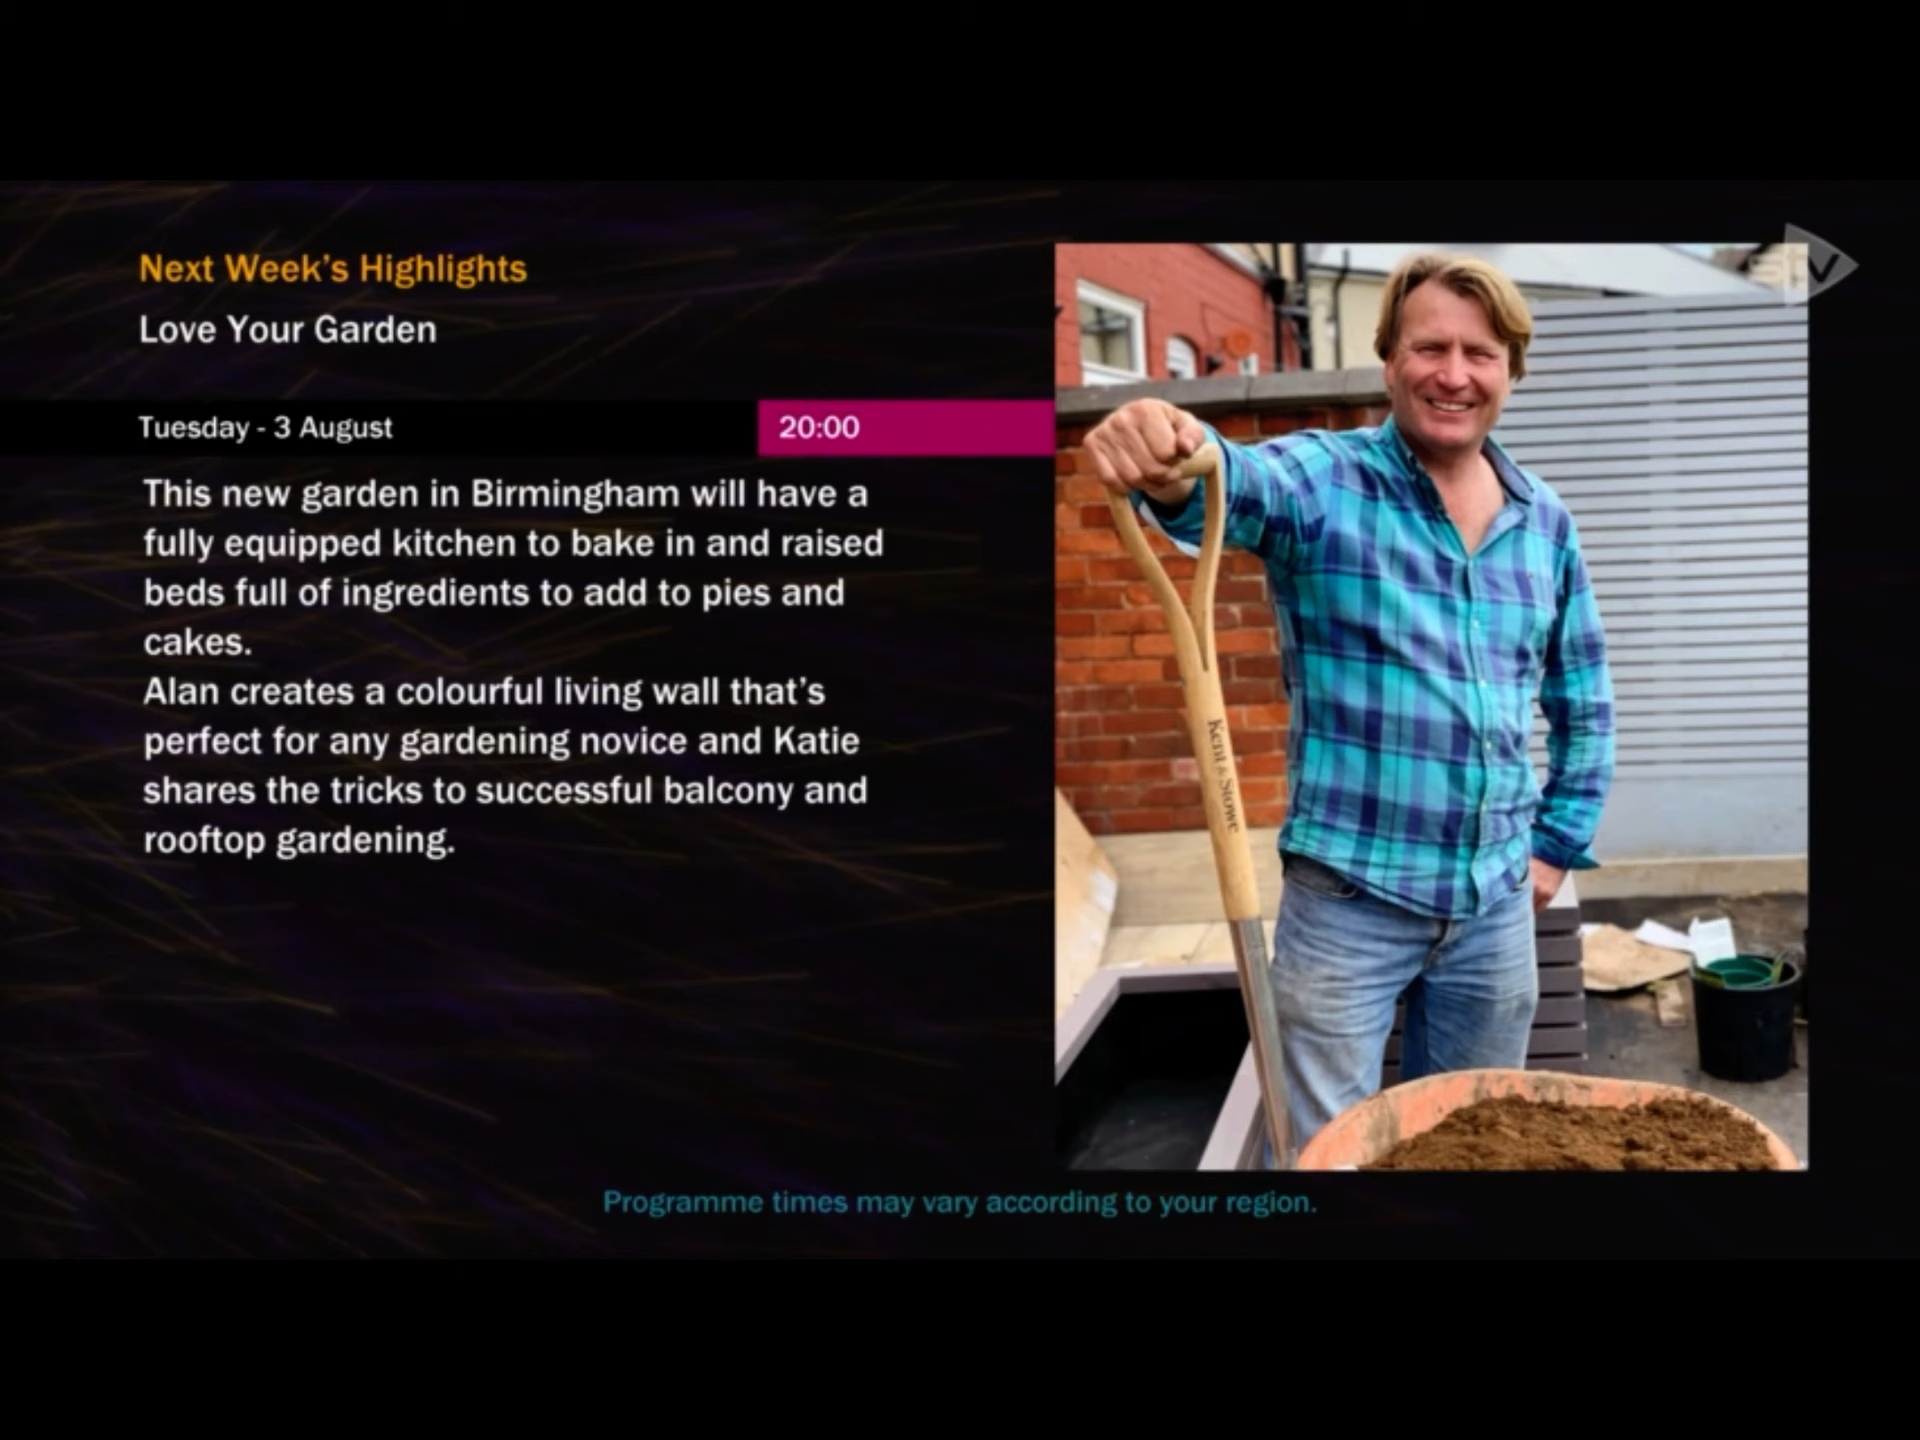 Next Week's Highlights
Love Your Garden
Tuesday - 3 August 20:00
This new garden in Birmingham will have a
fully equipped kitchen to bake in and raised
beds full of ingredients to add to pies and
cakes.
Alan creates a colourful living wall that's
perfect for any gardening novice and Katie
shares the tricks to successful balcony and
rooftop gardening.
Kent & Stowe
Programme times may vary according to your region.